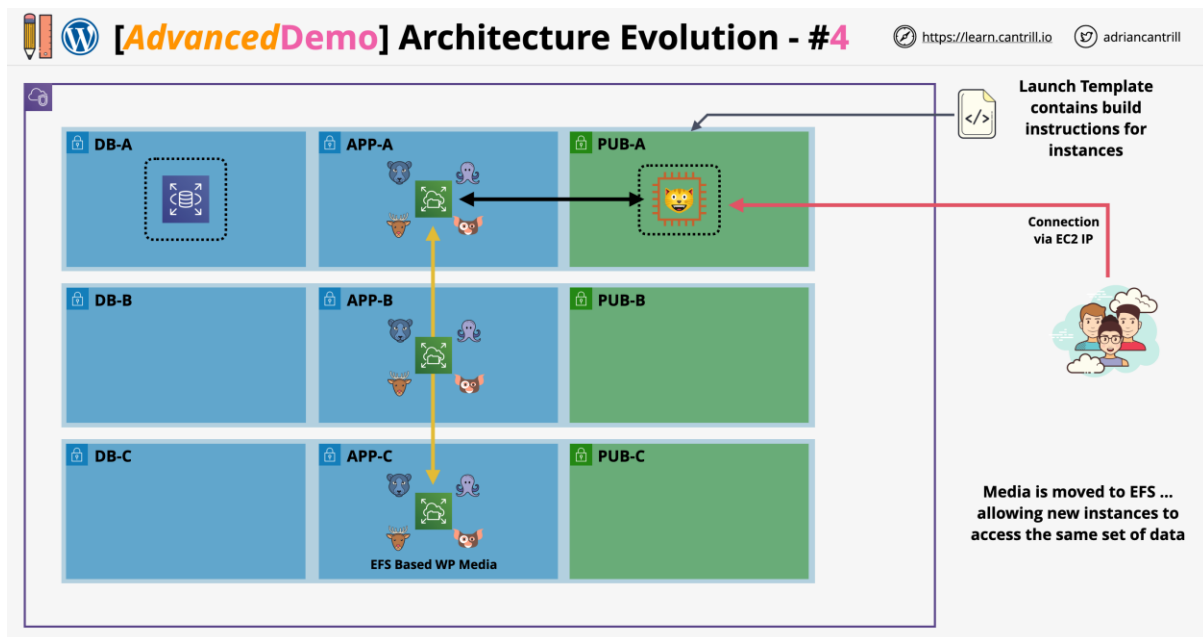 [AdvancedDemo] Architecture Evolution - #4
https://learn.cantrill.io
adriancantrill
Launch Template
contains build
instructions for
instances
</>
DB-A
APP-A
PUB-A
Connection
via EC2 IP
DB-B
APP-B
PUB-B
DB-C
APP-C
PUB-C
EFS Based WP Media
Media is moved to EFS ...
allowing new instances to
access the same set of data